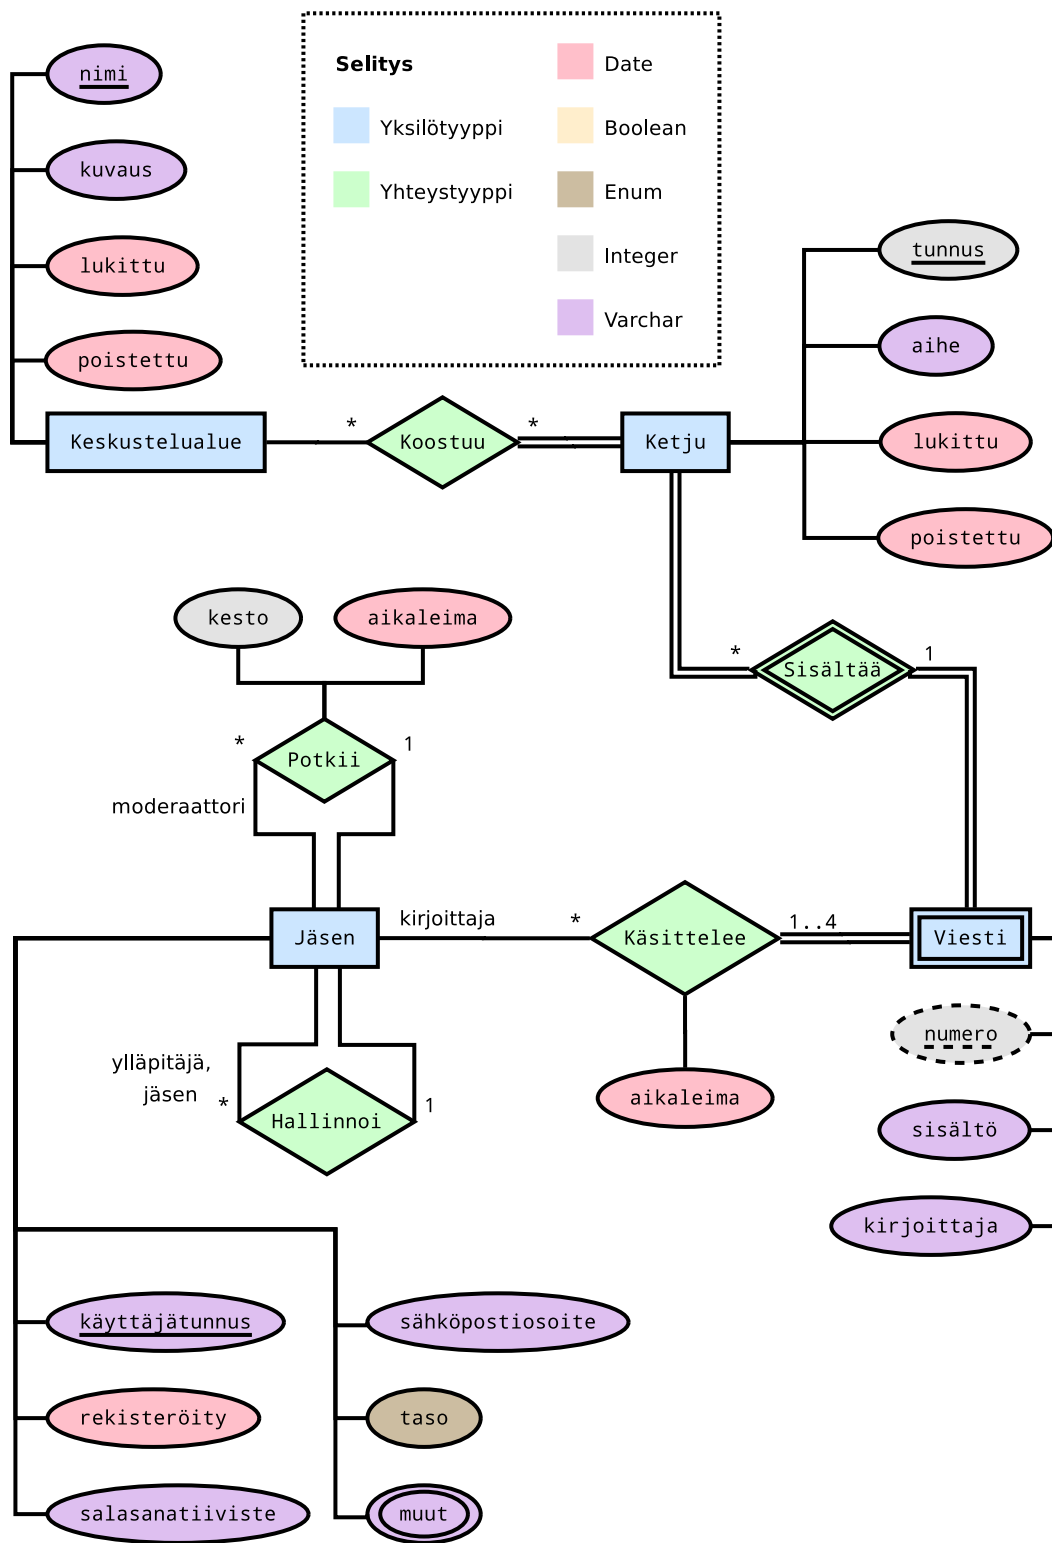 Selitys
Yksilötyyppi
Yhteystyyppi
Date
Boolean
Enum
Integer
Varchar
nimi
kuvaus
lukittu
poistettu
Keskustelualue
*
Koostuu
*
Ketju
tunnus
aihe
lukittu
poistettu
kesto
aikaleima
*
Potkii
1
moderaattori
*
Sisältää
1
Jäsen
kirjoittaja
*
Käsittelee
1..4
Viesti
aikaleima
numero
sisältö
kirjoittaja
ylläpitäjä,
jäsen
*
Hallinnoi
1
käyttäjätunnus
rekisteröity
salasanatiiviste
sähköpostiosoite
taso
muut